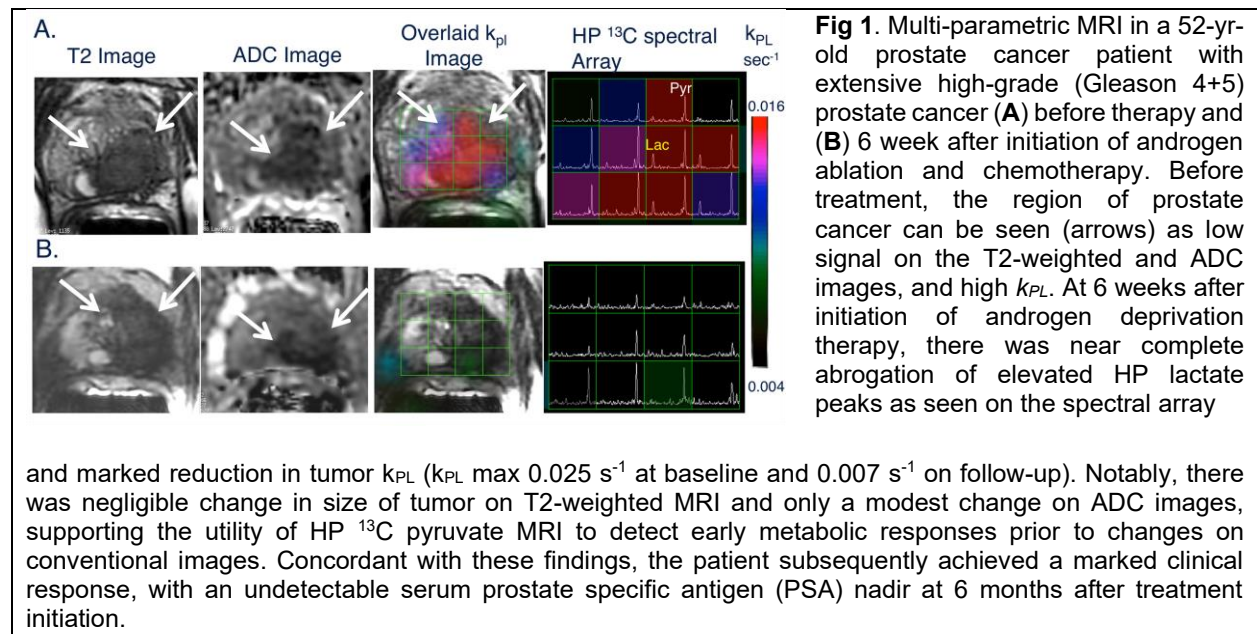 A.
T2 Image
ADC Image
Overlaid kpl
Image
HP 13C spectral
Array
kPL
sec-1
Pyr
Lac
0.016
0.004
B.
Fig 1. Multi-parametric MRI in a 52-yr-
old prostate cancer patient with
extensive high-grade (Gleason 4+5)
prostate cancer (A) before therapy and
(B) 6 week after initiation of androgen
ablation and chemotherapy. Before
treatment, the region of prostate
cancer can be seen (arrows) as low
signal on the T2-weighted and ADC
images, and high kPL. At 6 weeks after
initiation of androgen deprivation
therapy, there was near complete
abrogation of elevated HP lactate
peaks as seen on the spectral array
and marked reduction in tumor kPL (kPL max 0.025 s-1 at baseline and 0.007 s-1 on follow-up). Notably, there
was negligible change in size of tumor on T2-weighted MRI and only a modest change on ADC images,
supporting the utility of HP 13C pyruvate MRI to detect early metabolic responses prior to changes on
conventional images. Concordant with these findings, the patient subsequently achieved a marked clinical
response, with an undetectable serum prostate specific antigen (PSA) nadir at 6 months after treatment
initiation.